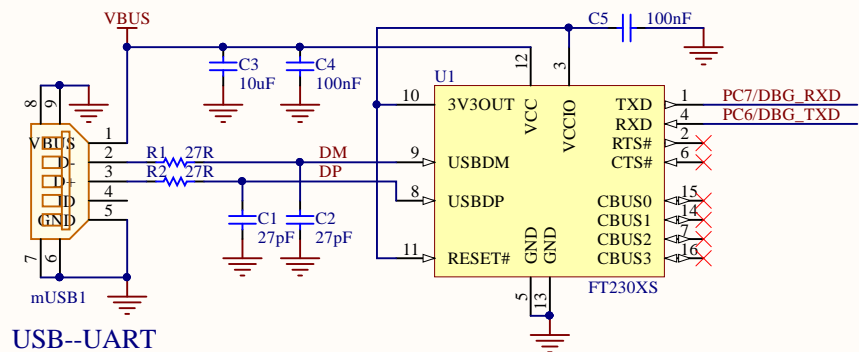 VBUS
C5 100nF
C3
10uF
C4
100nF
12
3
U1
8
9
10
3V3OUT
VCC
VCCIO
TXD
1
PC7/DBG_RXD
RXD
4
PC6/DBG_TXD
VBUS
1
RTS#
2
D-
2
R1
27R
DM
9
USBDM
CTS#
6
D+
3
R2
27R
DP
8
USBDP
ID
4
CBUS0
15
GND
5
C1
27pF
C2
27pF
CBUS1
14
CBUS2
7
GND
GND
11
RESET#
CBUS3
16
7
6
5
13
FT230XS
mUSB1
USB--UART